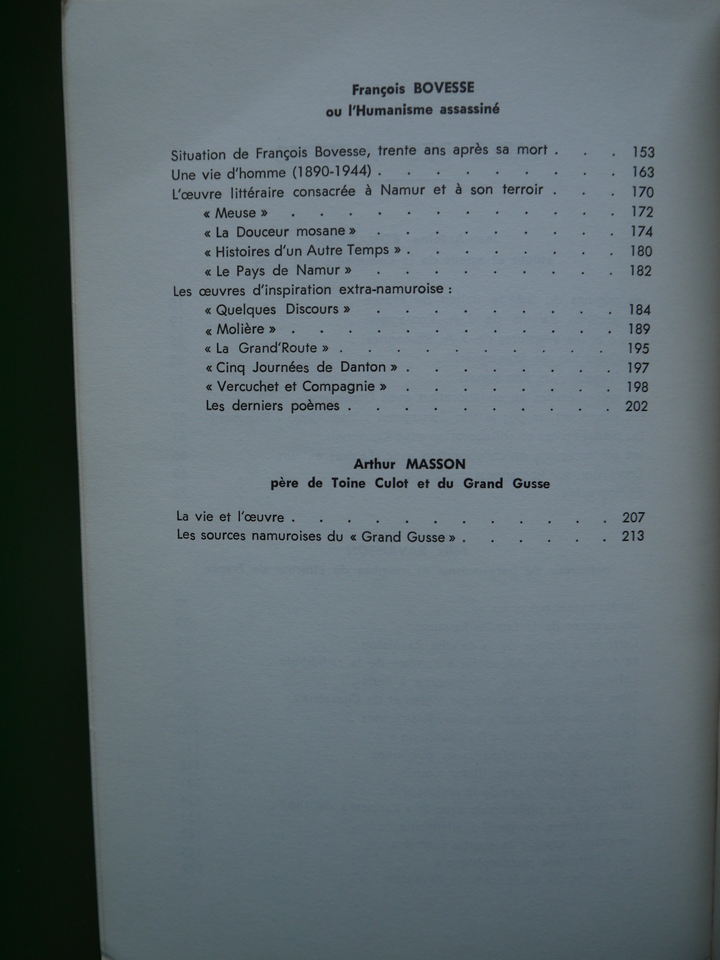 François BOVESSE
ou l'Humanisme assassiné
Situation de François Bovesse, trente ans après sa mort . . . 153
Une vie d'homme (1890-1944) . . . . . . . . . 163
L'œuvre littéraire consacrée à Namur et à son terroir . . . 170
« Meuse » . . . . . . . . . . . . 172
« La Douceur mosane » . . . . . . . . . 174
« Histoires d'un Autre Temps » . . . . . . . . 180
« Le Pays de Namur » . . . . . . . . . 182
Les œuvres d'inspiration extra-namuroise :
« Quelques Discours » . . . . . . . . . 184
« Molière » . . . . . . . . . . . . 189
« La Grand'Route » . . . . . . . . . . 195
« Cinq Journées de Danton » . . . . . . . . 197
« Vercuchet et Compagnie » . . . . . . . . 198
Les derniers poèmes . . . . . . . . . . 202
Arthur MASSON
père de Toine Culot et du Grand Gusse
La vie et l'œuvre . . . . . . . . . . . . 207
Les sources namuroises du « Grand Gusse » . . . . . . 213